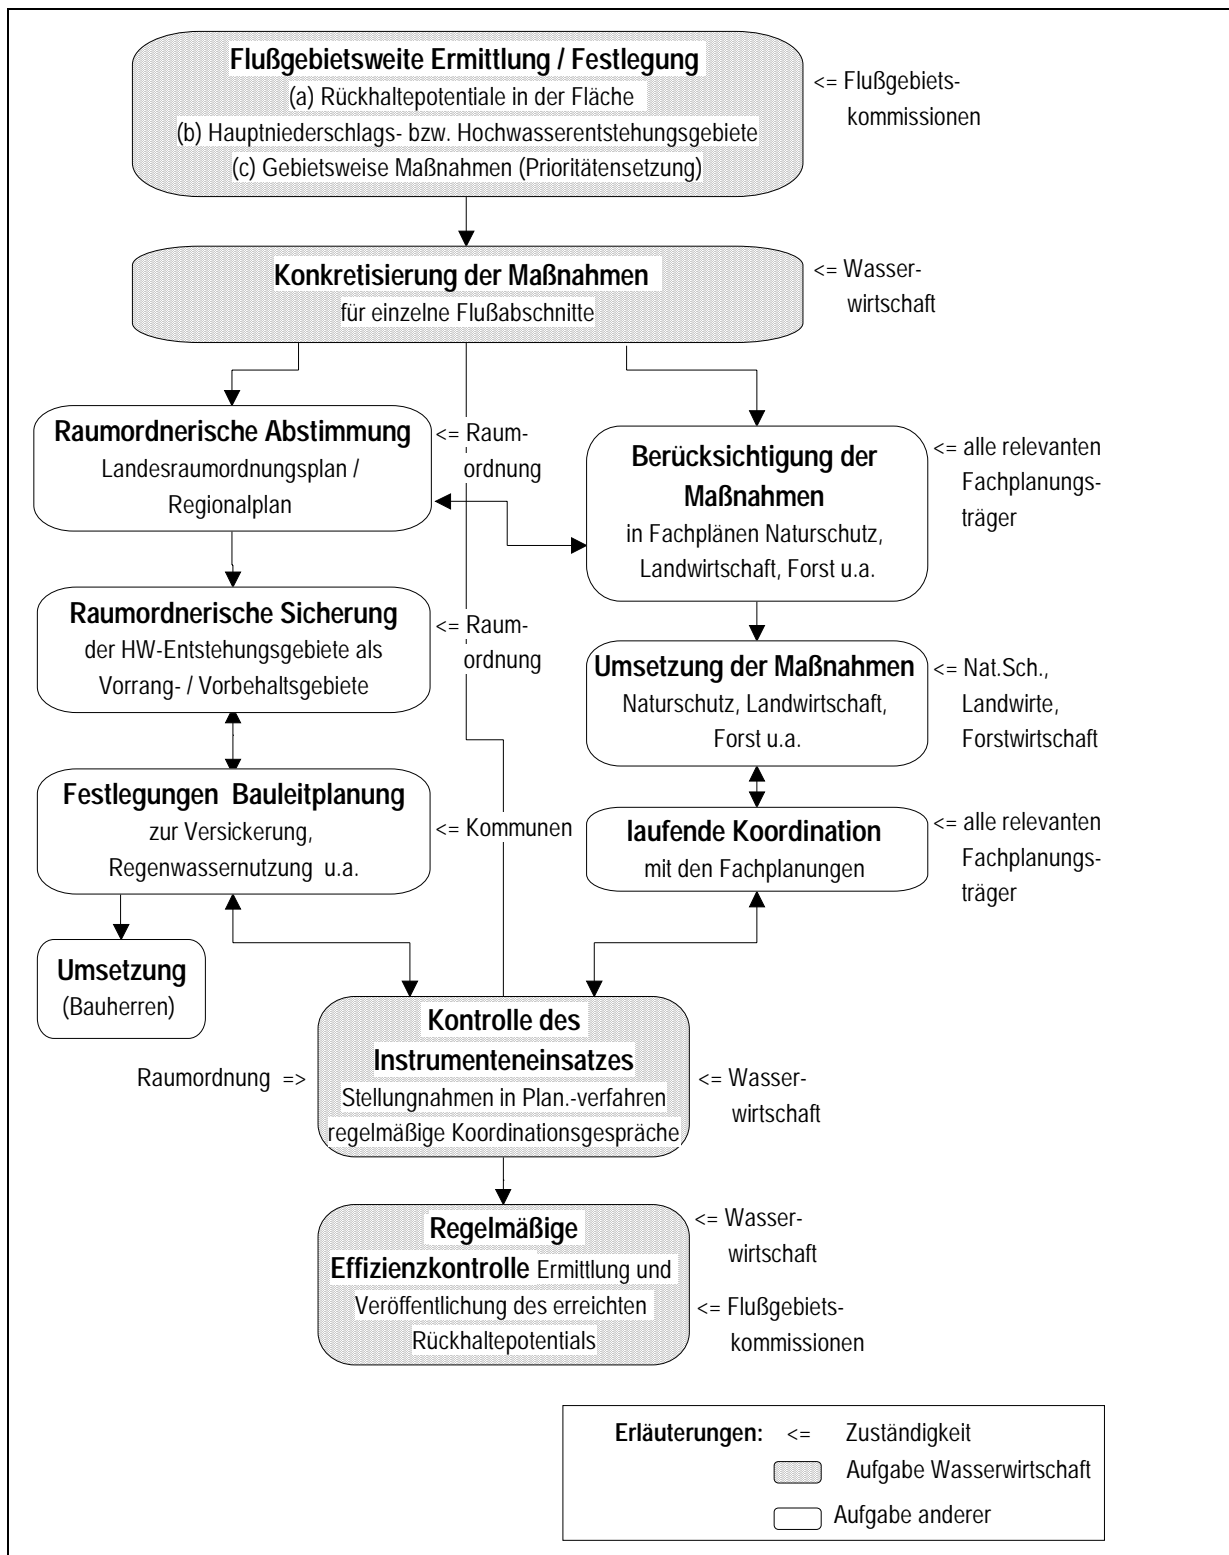 Flußgebietsweite Ermittlung / Festlegung
(a) Rückhaltepotentiale in der Fläche
(b) Hauptniederschlags- bzw. Hochwasserentstehungsgebiete
(c) Gebietsweise Maßnahmen (Prioritätensetzung)
<= Flußgebiets-
kommissionen
Konkretisierung der Maßnahmen
für einzelne Flußabschnitte
<= Wasser-
wirtschaft
Raumordnerische Abstimmung
Landesraumordnungsplan /
Regionalplan
<= Raum-
ordnung
Berücksichtigung der
Maßnahmen
in Fachplänen Naturschutz,
Landwirtschaft, Forst u.a.
<= alle relevanten
Fachplanungs-
träger
Raumordnerische Sicherung
der HW-Entstehungsgebiete als
Vorrang- / Vorbehaltsgebiete
<= Raum-
ordnung
Umsetzung der Maßnahmen
Naturschutz, Landwirtschaft,
Forst u.a.
<= Nat.Sch.,
Landwirte,
Forstwirtschaft
Festlegungen Bauleitplanung
zur Versickerung,
Regenwassernutzung u.a.
<= Kommunen
laufende Koordination
mit den Fachplanungen
<= alle relevanten
Fachplanungs-
träger
Umsetzung
(Bauherren)
Raumordnung =>
Kontrolle des
Instrumenteneinsatzes
Stellungnahmen in Plan.-verfahren
regelmäßige Koordinationsgespräche
<= Wasser-
wirtschaft
Regelmäßige
Effizienzkontrolle Ermittlung und
Veröffentlichung des erreichten
Rückhaltepotentials
<= Wasser-
wirtschaft
<= Flußgebiets-
kommissionen
Erläuterungen: <= Zuständigkeit
Aufgabe Wasserwirtschaft
Aufgabe anderer